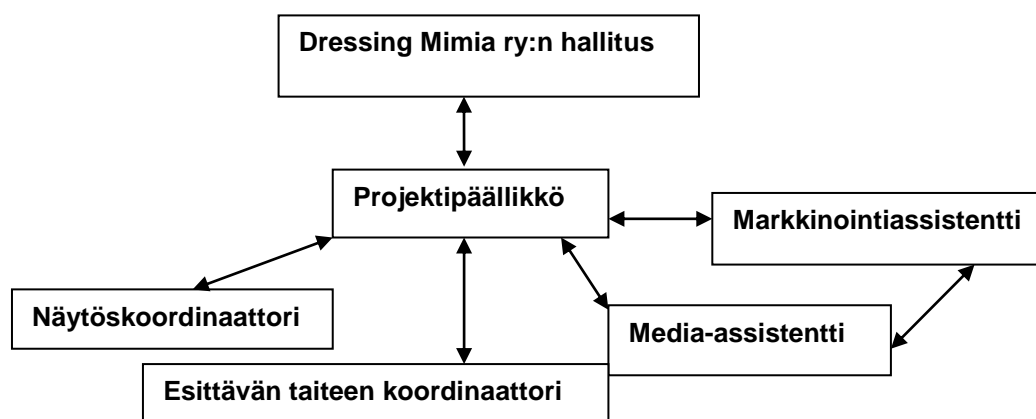 Dressing Mimia ry:n hallitus
Projektipäällikkö
Markkinointiassistentti
Näytöskoordinaattori
Media-assistentti
Esittävän taiteen koordinaattori